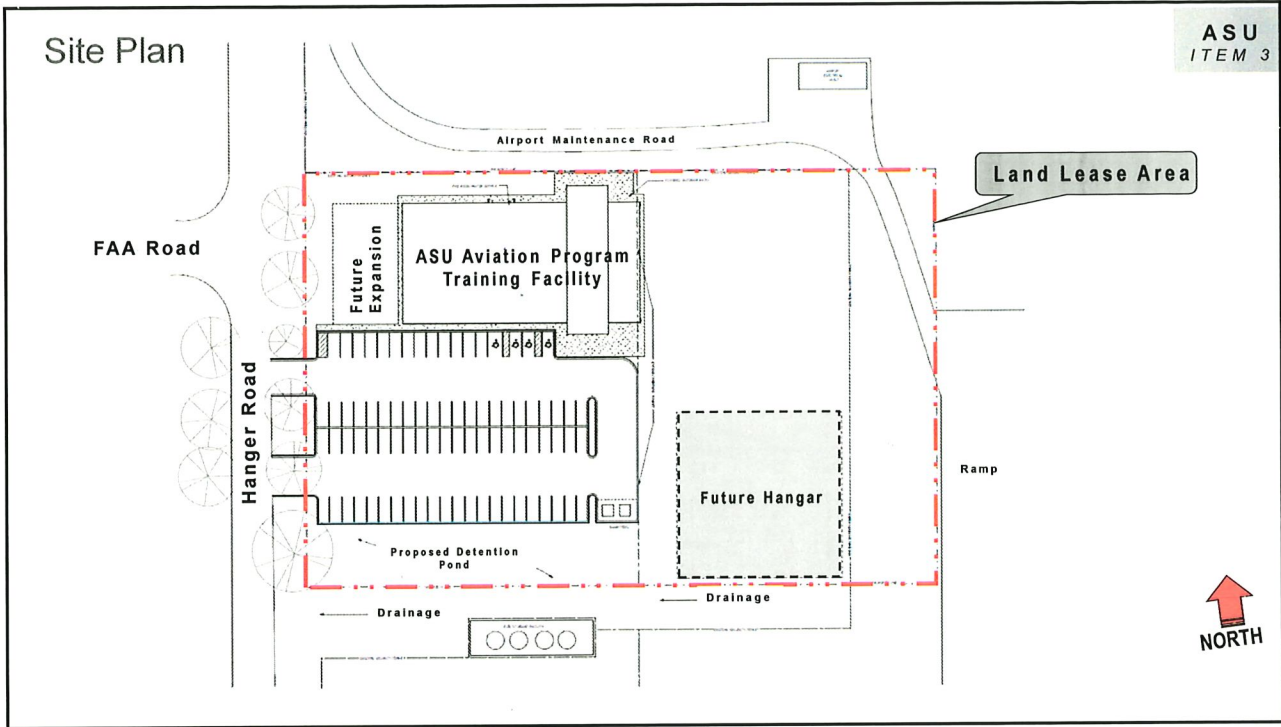 Site Plan
ASU
ITEM 3
Airport Maintenance Road
Land Lease Area
FAA Road
Future
Expansion
ASU Aviation Program
Training Facility
Hanger Road
Ramp
Future Hangar
Proposed Detention
Pond
Drainage
Drainage
NORTH